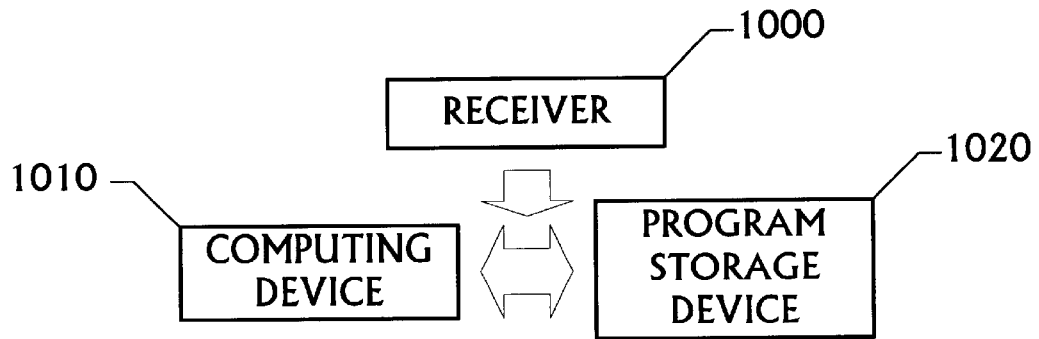 1000
RECEIVER
1010
1020
COMPUTING
DEVICE
PROGRAM
STORAGE
DEVICE